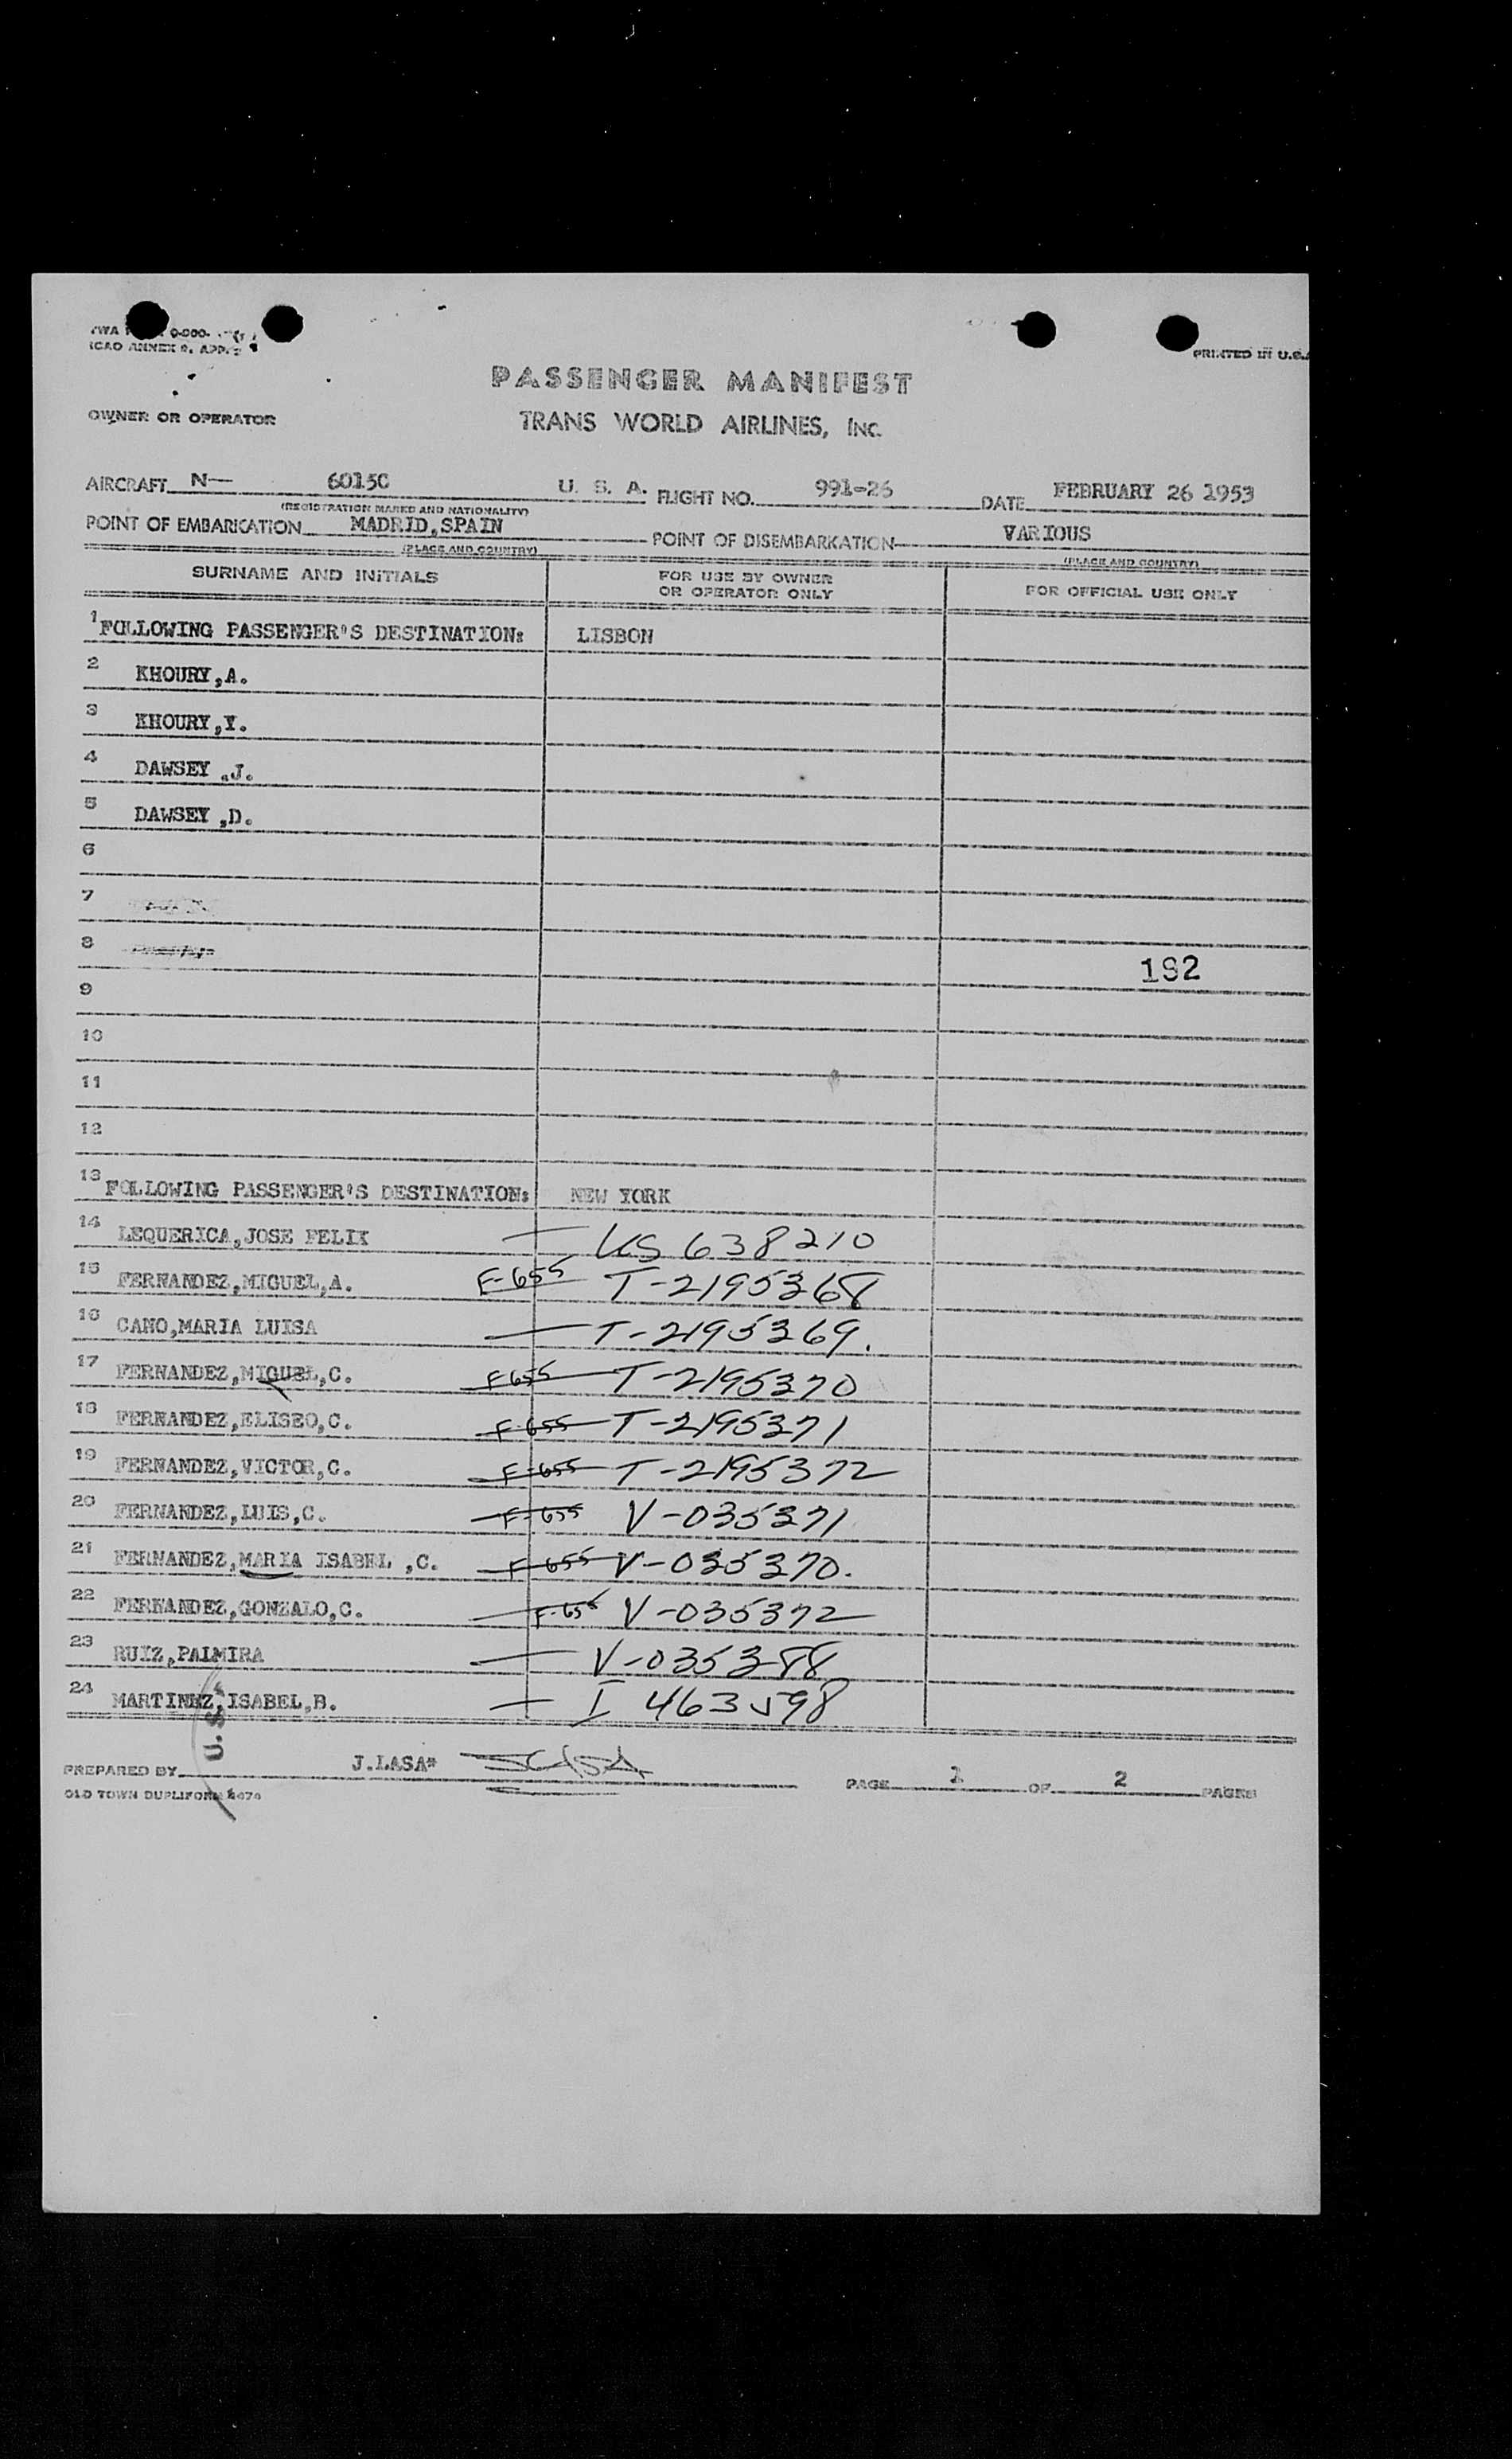 ICAO ANNEX 9, APP.
PRINTED IN U.S.A
PASSENGER MANIFEST
OWNER OR OPERATOR TRANS WORLD AIRLINES, INC.
AIRCRAFT N— 6015C U. S. A. FLIGHT NO. 991-26 DATE FEBRUARY 26 1953
(REGISTRATION MARKS AND NATIONALITY)
POINT OF EMBARKATION MADRID,SPAIN POINT OF DISEMBARKATION VARIOUS
(PLACE AND COUNTRY) (PLACE AND COUNTRY)
SURNAME AND INITIALS FOR USE BY OWNER OR OPERATOR ONLY FOR OFFICIAL USE ONLY
1 FOLLOWING PASSENGER'S DESTINATION: LISBON
2 KHOURY,A.
3 KHOURY,Y.
4 DAWSEY ,J.
5 DAWSEY ,D.
6
7
8
192
9
10
11
12
13 FOLLOWING PASSENGER'S DESTINATION: NEW YORK
14 LEQUERICA,JOSE FELIX — US 638210
15 FERNANDEZ,MIGUEL,A. F-655 T-2195368
16 CANO,MARIA LUISA — T-2195369.
17 FERNANDEZ,MIGUEL,C. F655 T-2195370
18 FERNANDEZ,ELISEO,C. F-655 T-2195371
19 FERNANDEZ,VICTOR,C. F-655 T-2195372
20 FERNANDEZ,LUIS,C. F-655 V-035371
21 FERNANDEZ,MARIA ISABEL ,C. F-655 V-035370.
22 FERNANDEZ,GONZALO,C. F-655 V-035372
23 RUIZ,PALMIRA — V-035388
24 MARTINEZ,ISABEL,B. — I 463598
U.S.
PREPARED BY J.LASA*
PAGE 1 OF 2 PAGES
OLD TOWN DUPLIFORM